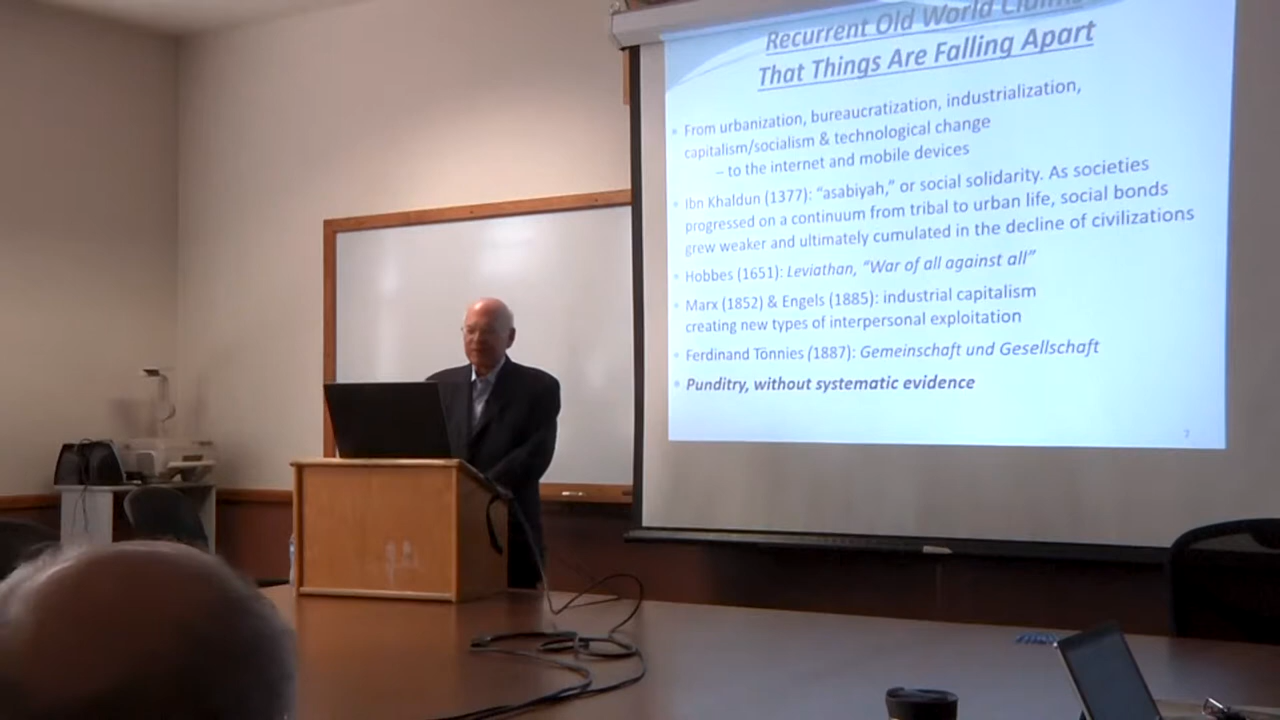 Recurrent Old World Claims
That Things Are Falling Apart
From urbanization, bureaucratization, industrialization,
capitalism/socialism & technological change
– to the internet and mobile devices
Ibn Khaldun (1377): “asabiyah,” or social solidarity. As societies
progressed on a continuum from tribal to urban life, social bonds
grew weaker and ultimately cumulated in the decline of civilizations
Hobbes (1651): Leviathan, “War of all against all”
Marx (1852) & Engels (1885): industrial capitalism
creating new types of interpersonal exploitation
Ferdinand Tönnies (1887): Gemeinschaft und Gesellschaft
Punditry, without systematic evidence
7